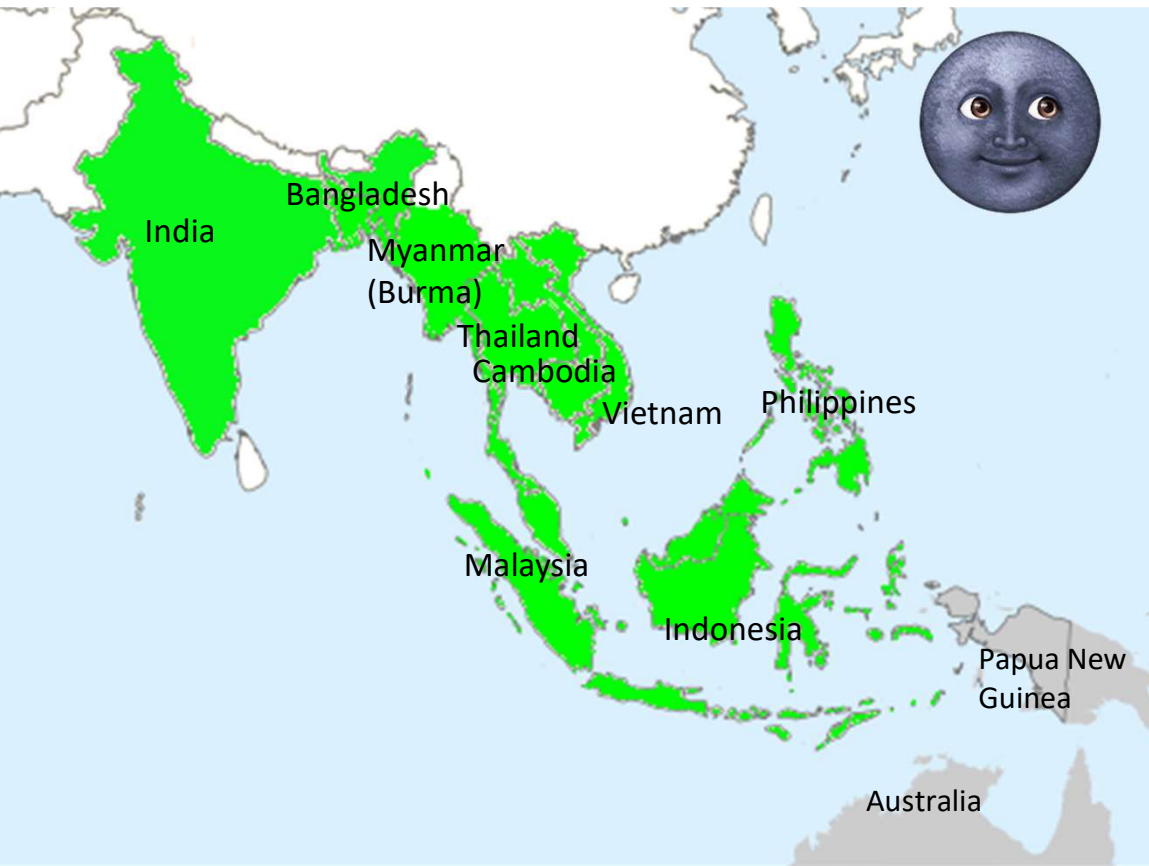 Bangladesh
India
Myanmar
(Burma)
Thailand
Cambodia
Vietnam
Philippines
Malaysia
Indonesia
Papua New
Guinea
Australia